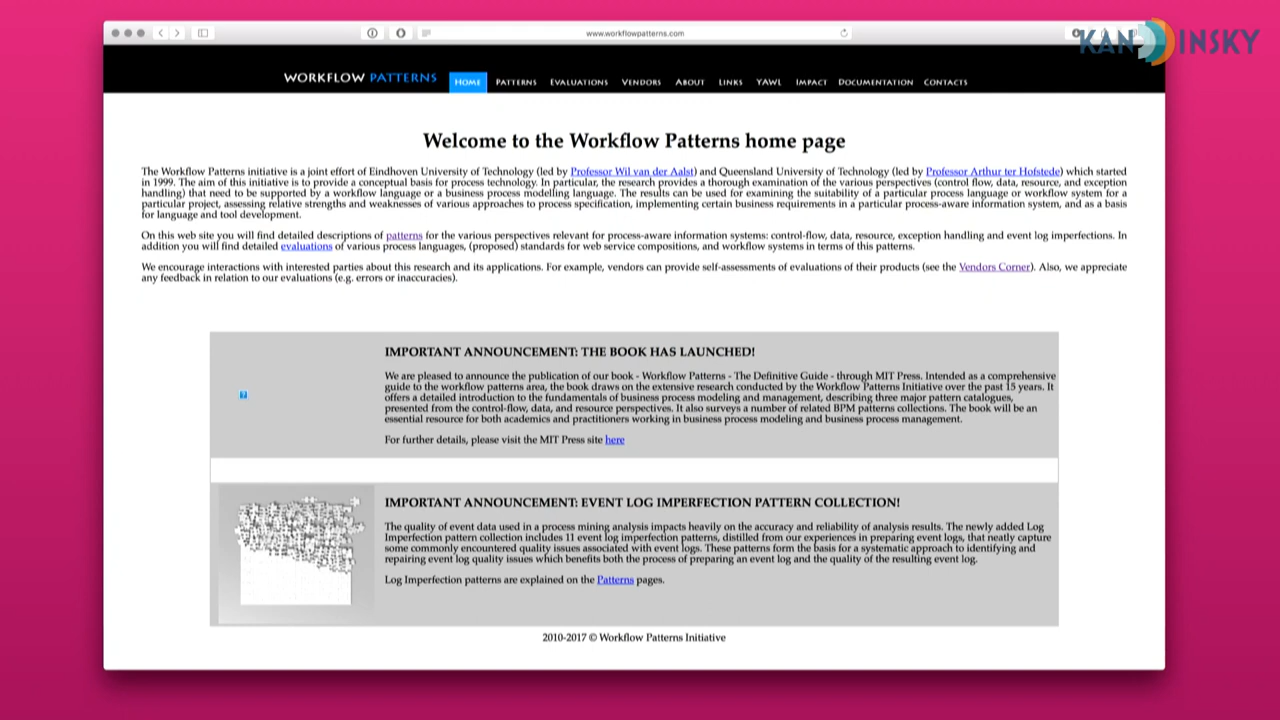 www.workflowpatterns.com
KANDINSKY
WORKFLOW PATTERNS HOME PATTERNS EVALUATIONS VENDORS ABOUT LINKS YAWL IMPACT DOCUMENTATION CONTACTS
Welcome to the Workflow Patterns home page
The Workflow Patterns initiative is a joint effort of Eindhoven University of Technology (led by Professor Wil van der Aalst) and Queensland University of Technology (led by Professor Arthur ter Hofstede) which started
in 1999. The aim of this initiative is to provide a conceptual basis for process technology. In particular, the research provides a thorough examination of the various perspectives (control flow, data, resource, and exception
handling) that need to be supported by a workflow language or a business process modelling language. The results can be used for examining the suitability of a particular process language or workflow system for a
particular project, assessing relative strengths and weaknesses of various approaches to process specification, implementing certain business requirements in a particular process-aware information system, and as a basis
for language and tool development.
On this web site you will find detailed descriptions of patterns for the various perspectives relevant for process-aware information systems: control-flow, data, resource, exception handling and event log imperfections. In
addition you will find detailed evaluations of various process languages, (proposed) standards for web service compositions, and workflow systems in terms of this patterns.
We encourage interactions with interested parties about this research and its applications. For example, vendors can provide self-assessments of evaluations of their products (see the Vendors Corner). Also, we appreciate
any feedback in relation to our evaluations (e.g. errors or inaccuracies).
IMPORTANT ANNOUNCEMENT: THE BOOK HAS LAUNCHED!
We are pleased to announce the publication of our book - Workflow Patterns - The Definitive Guide - through MIT Press. Intended as a comprehensive
guide to the workflow patterns area, the book draws on the extensive research conducted by the Workflow Patterns Initiative over the past 15 years. It
offers a detailed introduction to the fundamentals of business process modeling and management, describing three major pattern catalogues,
presented from the control-flow, data, and resource perspectives. It also surveys a number of related BPM patterns collections. The book will be an
essential resource for both academics and practitioners working in business process modeling and business process management.
For further details, please visit the MIT Press site here
IMPORTANT ANNOUNCEMENT: EVENT LOG IMPERFECTION PATTERN COLLECTION!
The quality of event data used in a process mining analysis impacts heavily on the accuracy and reliability of analysis results. The newly added Log
Imperfection pattern collection includes 11 event log imperfection patterns, distilled from our experiences in preparing event logs, that neatly capture
some commonly encountered quality issues associated with event logs. These patterns form the basis for a systematic approach to identifying and
repairing event log quality issues which benefits both the process of preparing an event log and the quality of the resulting event log.
Log Imperfection patterns are explained on the Patterns pages.
2010-2017 © Workflow Patterns Initiative